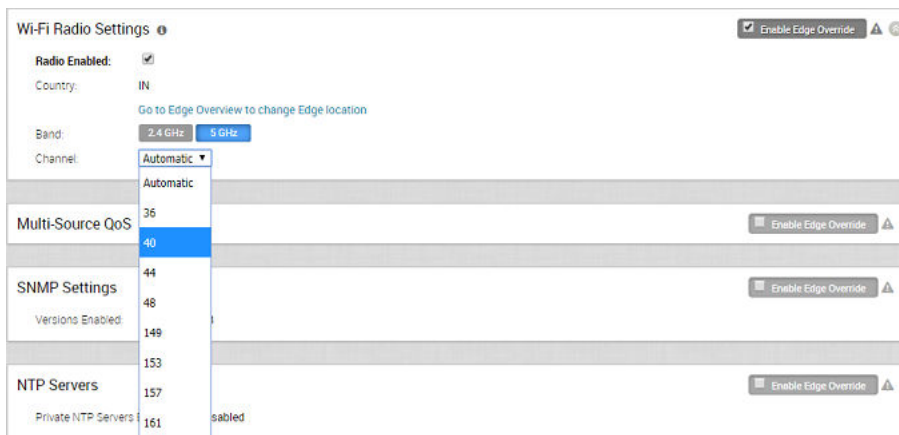 Wi-Fi Radio Settings
Enable Edge Override
Radio Enabled:
Country: IN
Go to Edge Overview to change Edge location
Band: 2.4 GHz 5 GHz
Channel: Automatic
Automatic
36
40
44
48
149
153
157
161
Multi-Source QoS
Enable Edge Override
SNMP Settings
Enable Edge Override
Versions Enabled:
NTP Servers
Enable Edge Override
Private NTP Servers